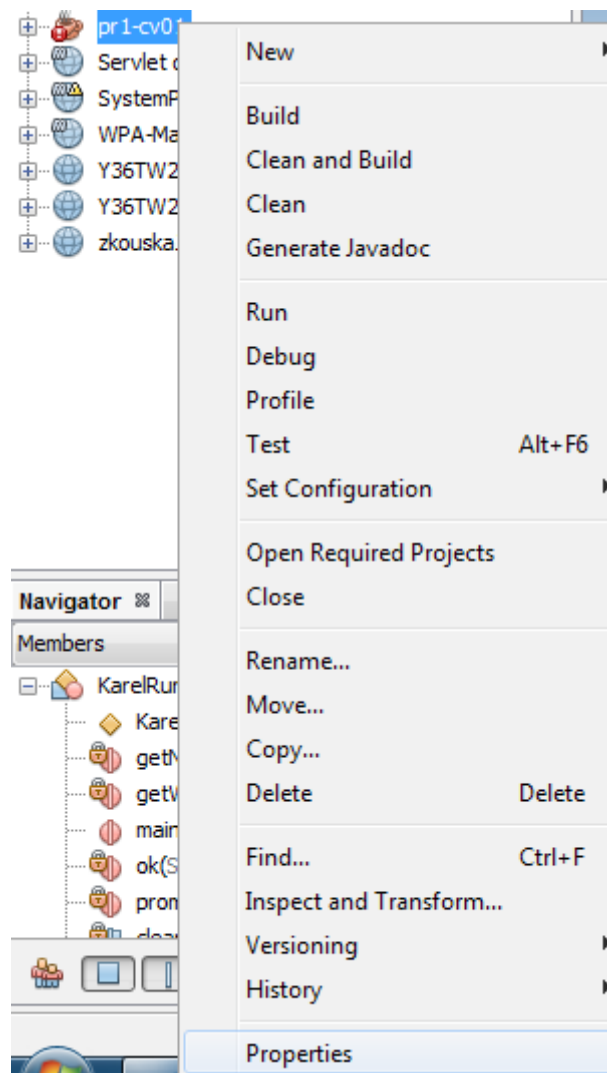 pr1-cv01
Servlet
SystemP
WPA-Ma
Y36TW2
Y36TW2
zkouska.
New
Build
Clean and Build
Clean
Generate Javadoc
Run
Debug
Profile
Test Alt+F6
Set Configuration
Open Required Projects
Close
Rename...
Move...
Copy...
Delete Delete
Find... Ctrl+F
Inspect and Transform...
Versioning
History
Properties
Navigator
Members
KarelRun
Kare
getN
getW
main
ok(S
prom